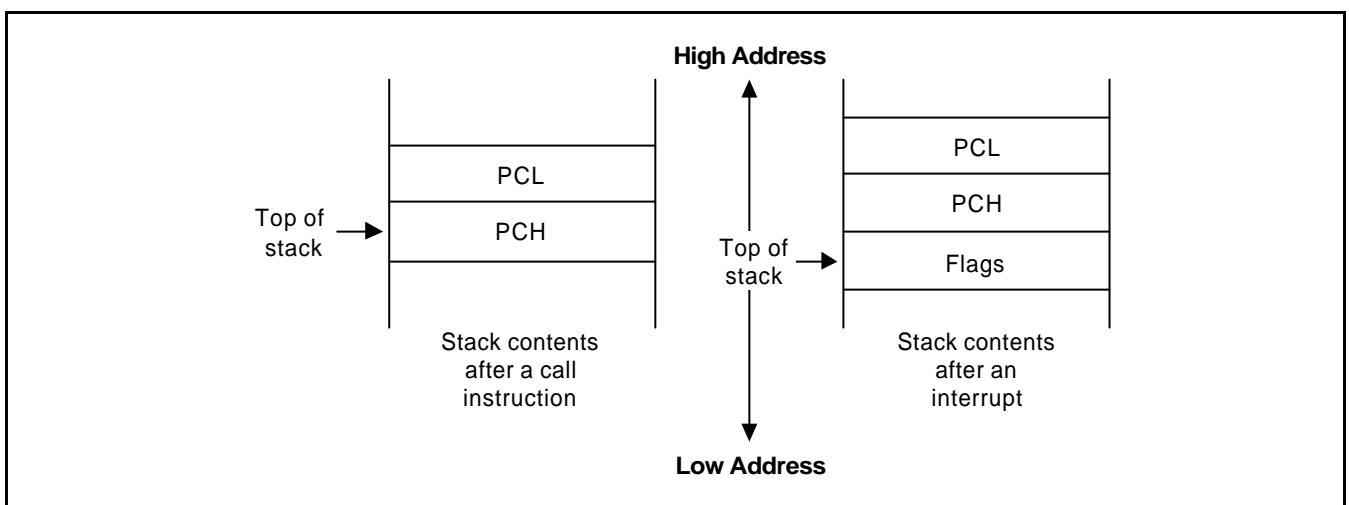 High Address
PCL
PCH
Top of
stack
Stack contents
after a call
instruction
PCL
PCH
Flags
Top of
stack
Stack contents
after an
interrupt
Low Address